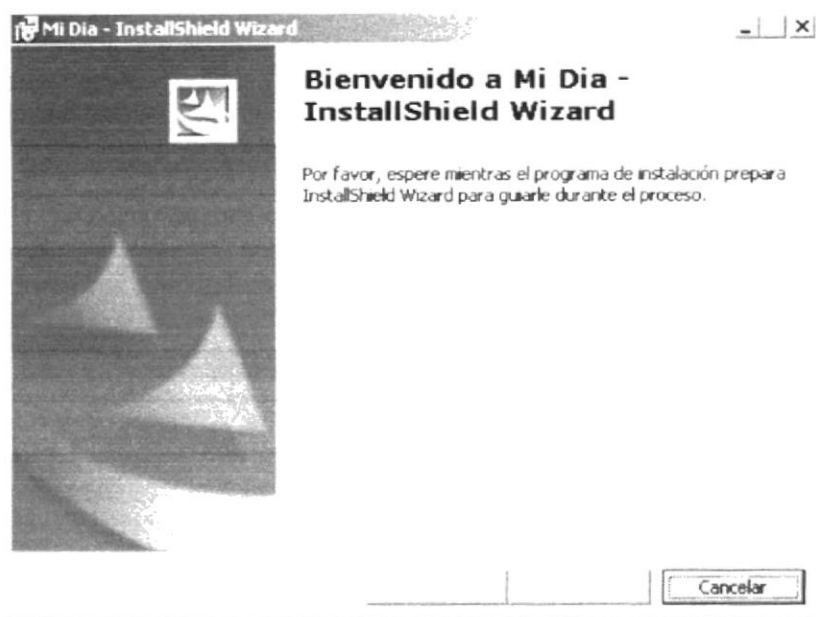 Mi Dia - InstallShield Wizard
Bienvenido a Mi Dia -
InstallShield Wizard
Por favor, espere mientras el programa de instalación prepara
InstallShield Wizard para guiarle durante el proceso.
Cancelar